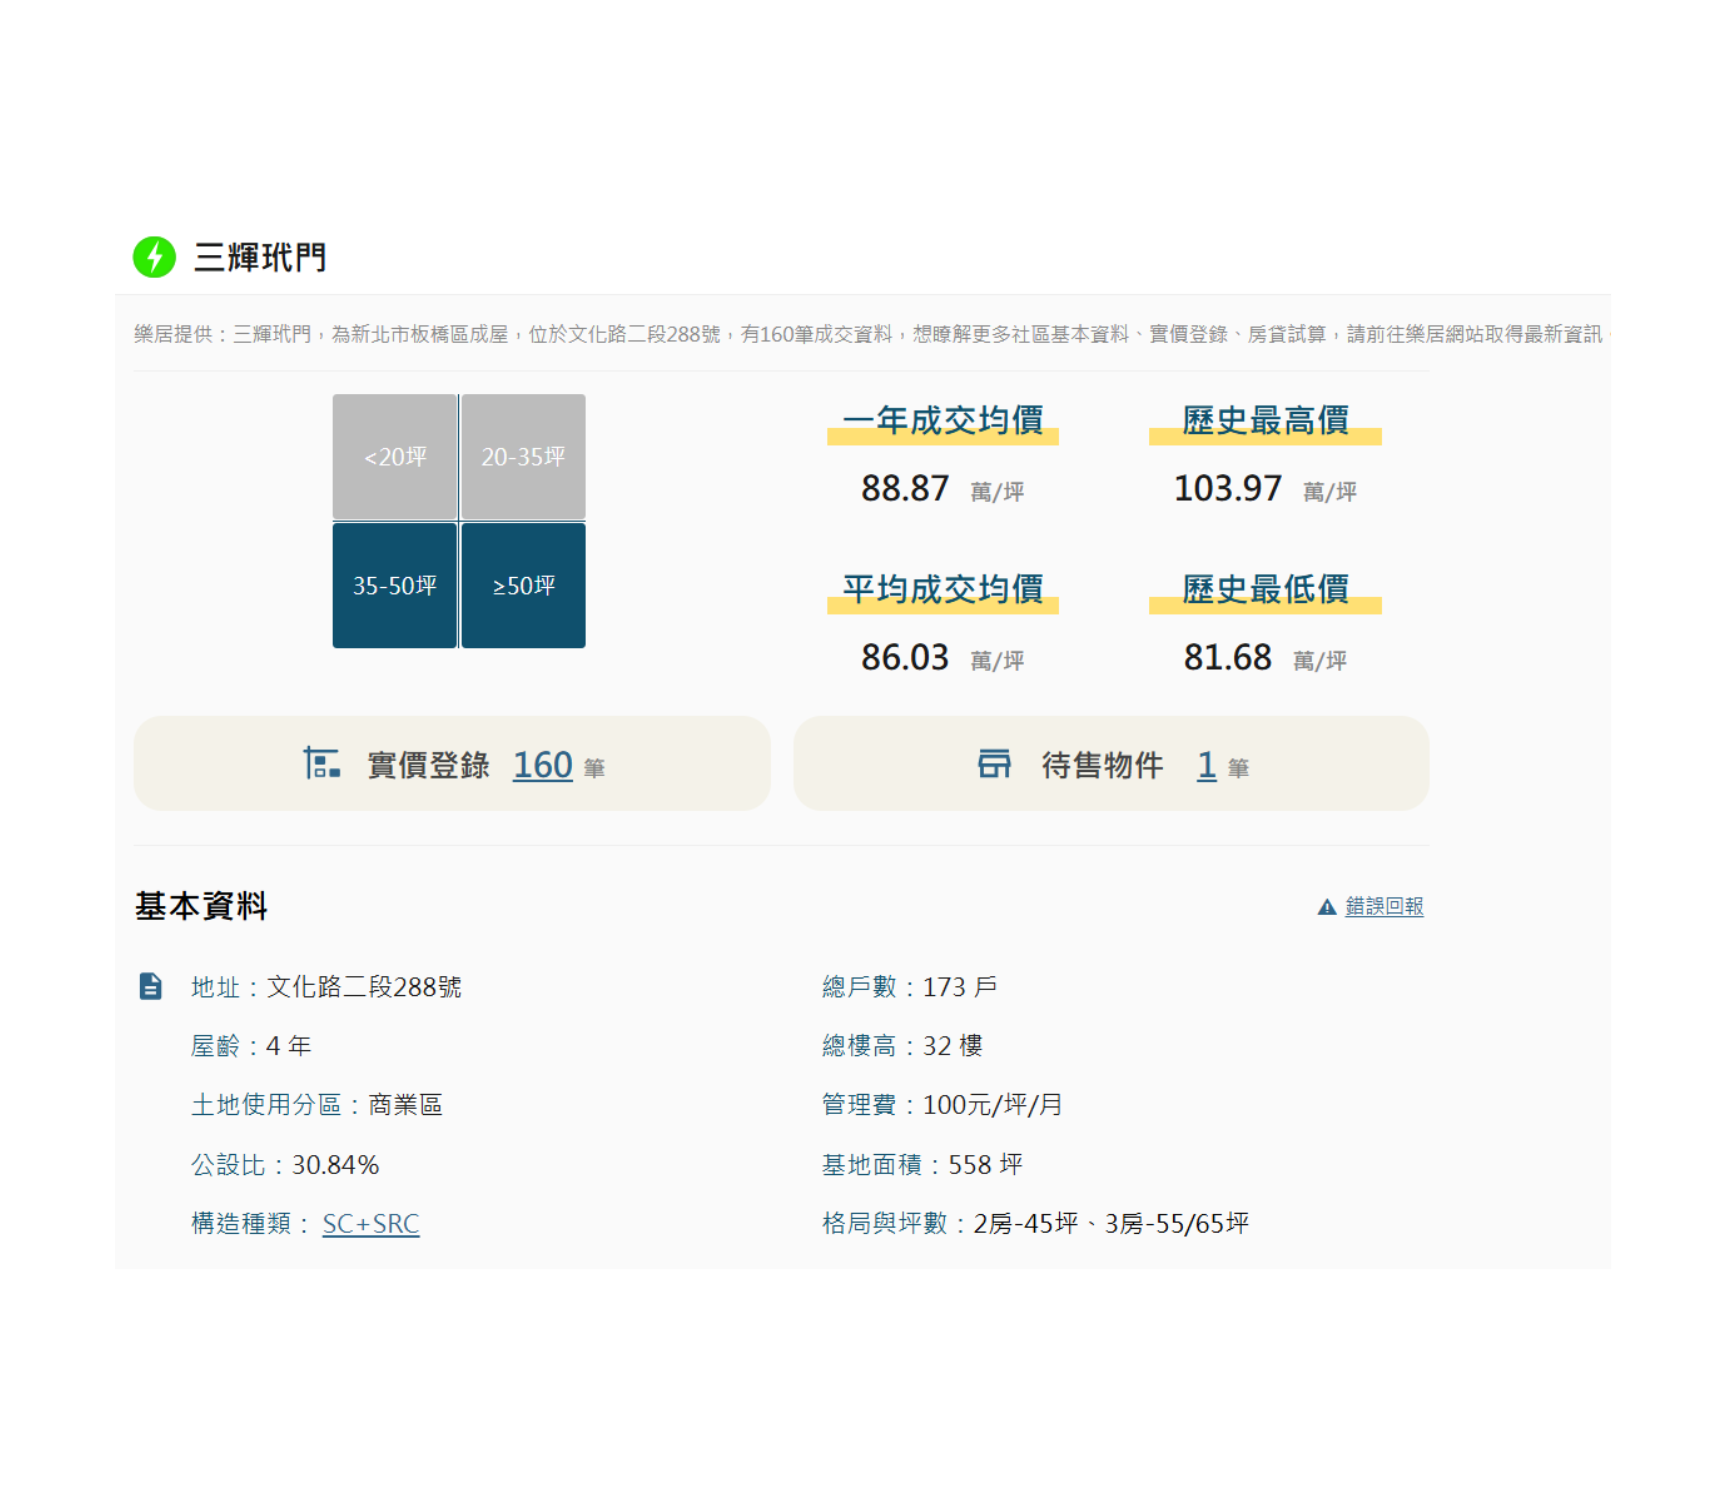 三輝玳門
樂居提供：三輝玳門，為新北市板橋區成屋，位於文化路二段288號，有160筆成交資料，想瞭解更多社區基本資料、實價登錄、房貸試算，請前往樂居網站取得最新資訊
<20坪
20-35坪
35-50坪
≥50坪
一年成交均價
歷史最高價
88.87 萬/坪
103.97 萬/坪
平均成交均價
歷史最低價
86.03 萬/坪
81.68 萬/坪
實價登錄 160 筆
待售物件 1 筆
基本資料
錯誤回報
地址：文化路二段288號
總戶數：173 戶
屋齡：4 年
總樓高：32 樓
土地使用分區：商業區
管理費：100元/坪/月
公設比：30.84%
基地面積：558 坪
構造種類： SC+SRC
格局與坪數：2房-45坪、3房-55/65坪